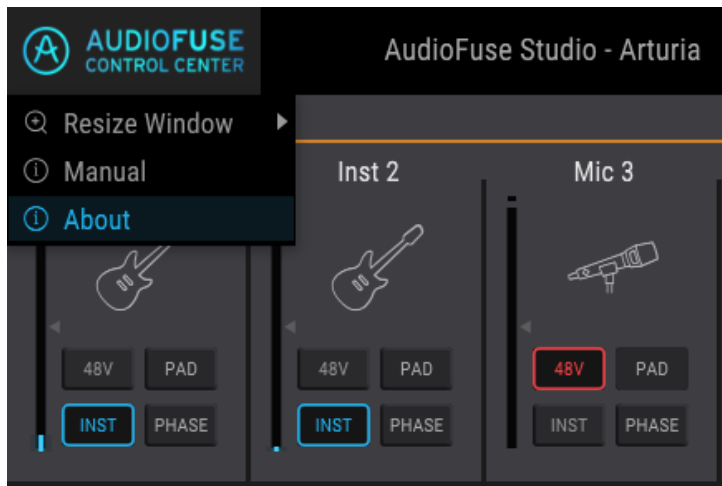 AUDIOFUSE
CONTROL CENTER
AudioFuse Studio - Arturia
Resize Window
Manual
About
Inst 2
Mic 3
48V PAD
INST PHASE
48V PAD
INST PHASE
48V PAD
INST PHASE